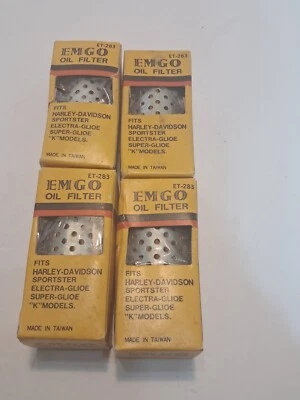 ET-283
EMGO
OIL FILTER
FITS
HARLEY-DAVIDSON
SPORTSTER
ELECTRA-GLIDE
SUPER-GLIDE
"K" MODELS.
MADE IN TAIWAN
ET-283
EMGO
OIL FILTER
FITS
HARLEY-DAVIDSON
SPORTSTER
ELECTRA-GLIDE
SUPER-GLIDE
"K" MODELS.
MADE IN TAIWAN
ET-283
EMGO
OIL FILTER
FITS
HARLEY-DAVIDSON
SPORTSTER
ELECTRA-GLIDE
SUPER-GLIDE
"K" MODELS.
MADE IN TAIWAN
ET-283
EMGO
OIL FILTER
FITS
HARLEY-DAVIDSON
SPORTSTER
ELECTRA-GLIDE
SUPER-GLIDE
"K" MODELS.
MADE IN TAIWAN